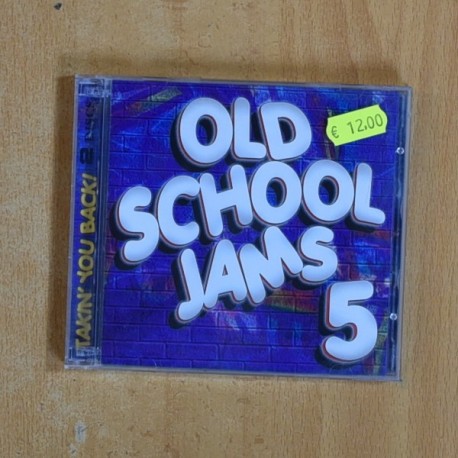 OLD
SCHOOL
JAMS
5
€ 12.00
TAKIN' YOU BACK! 2